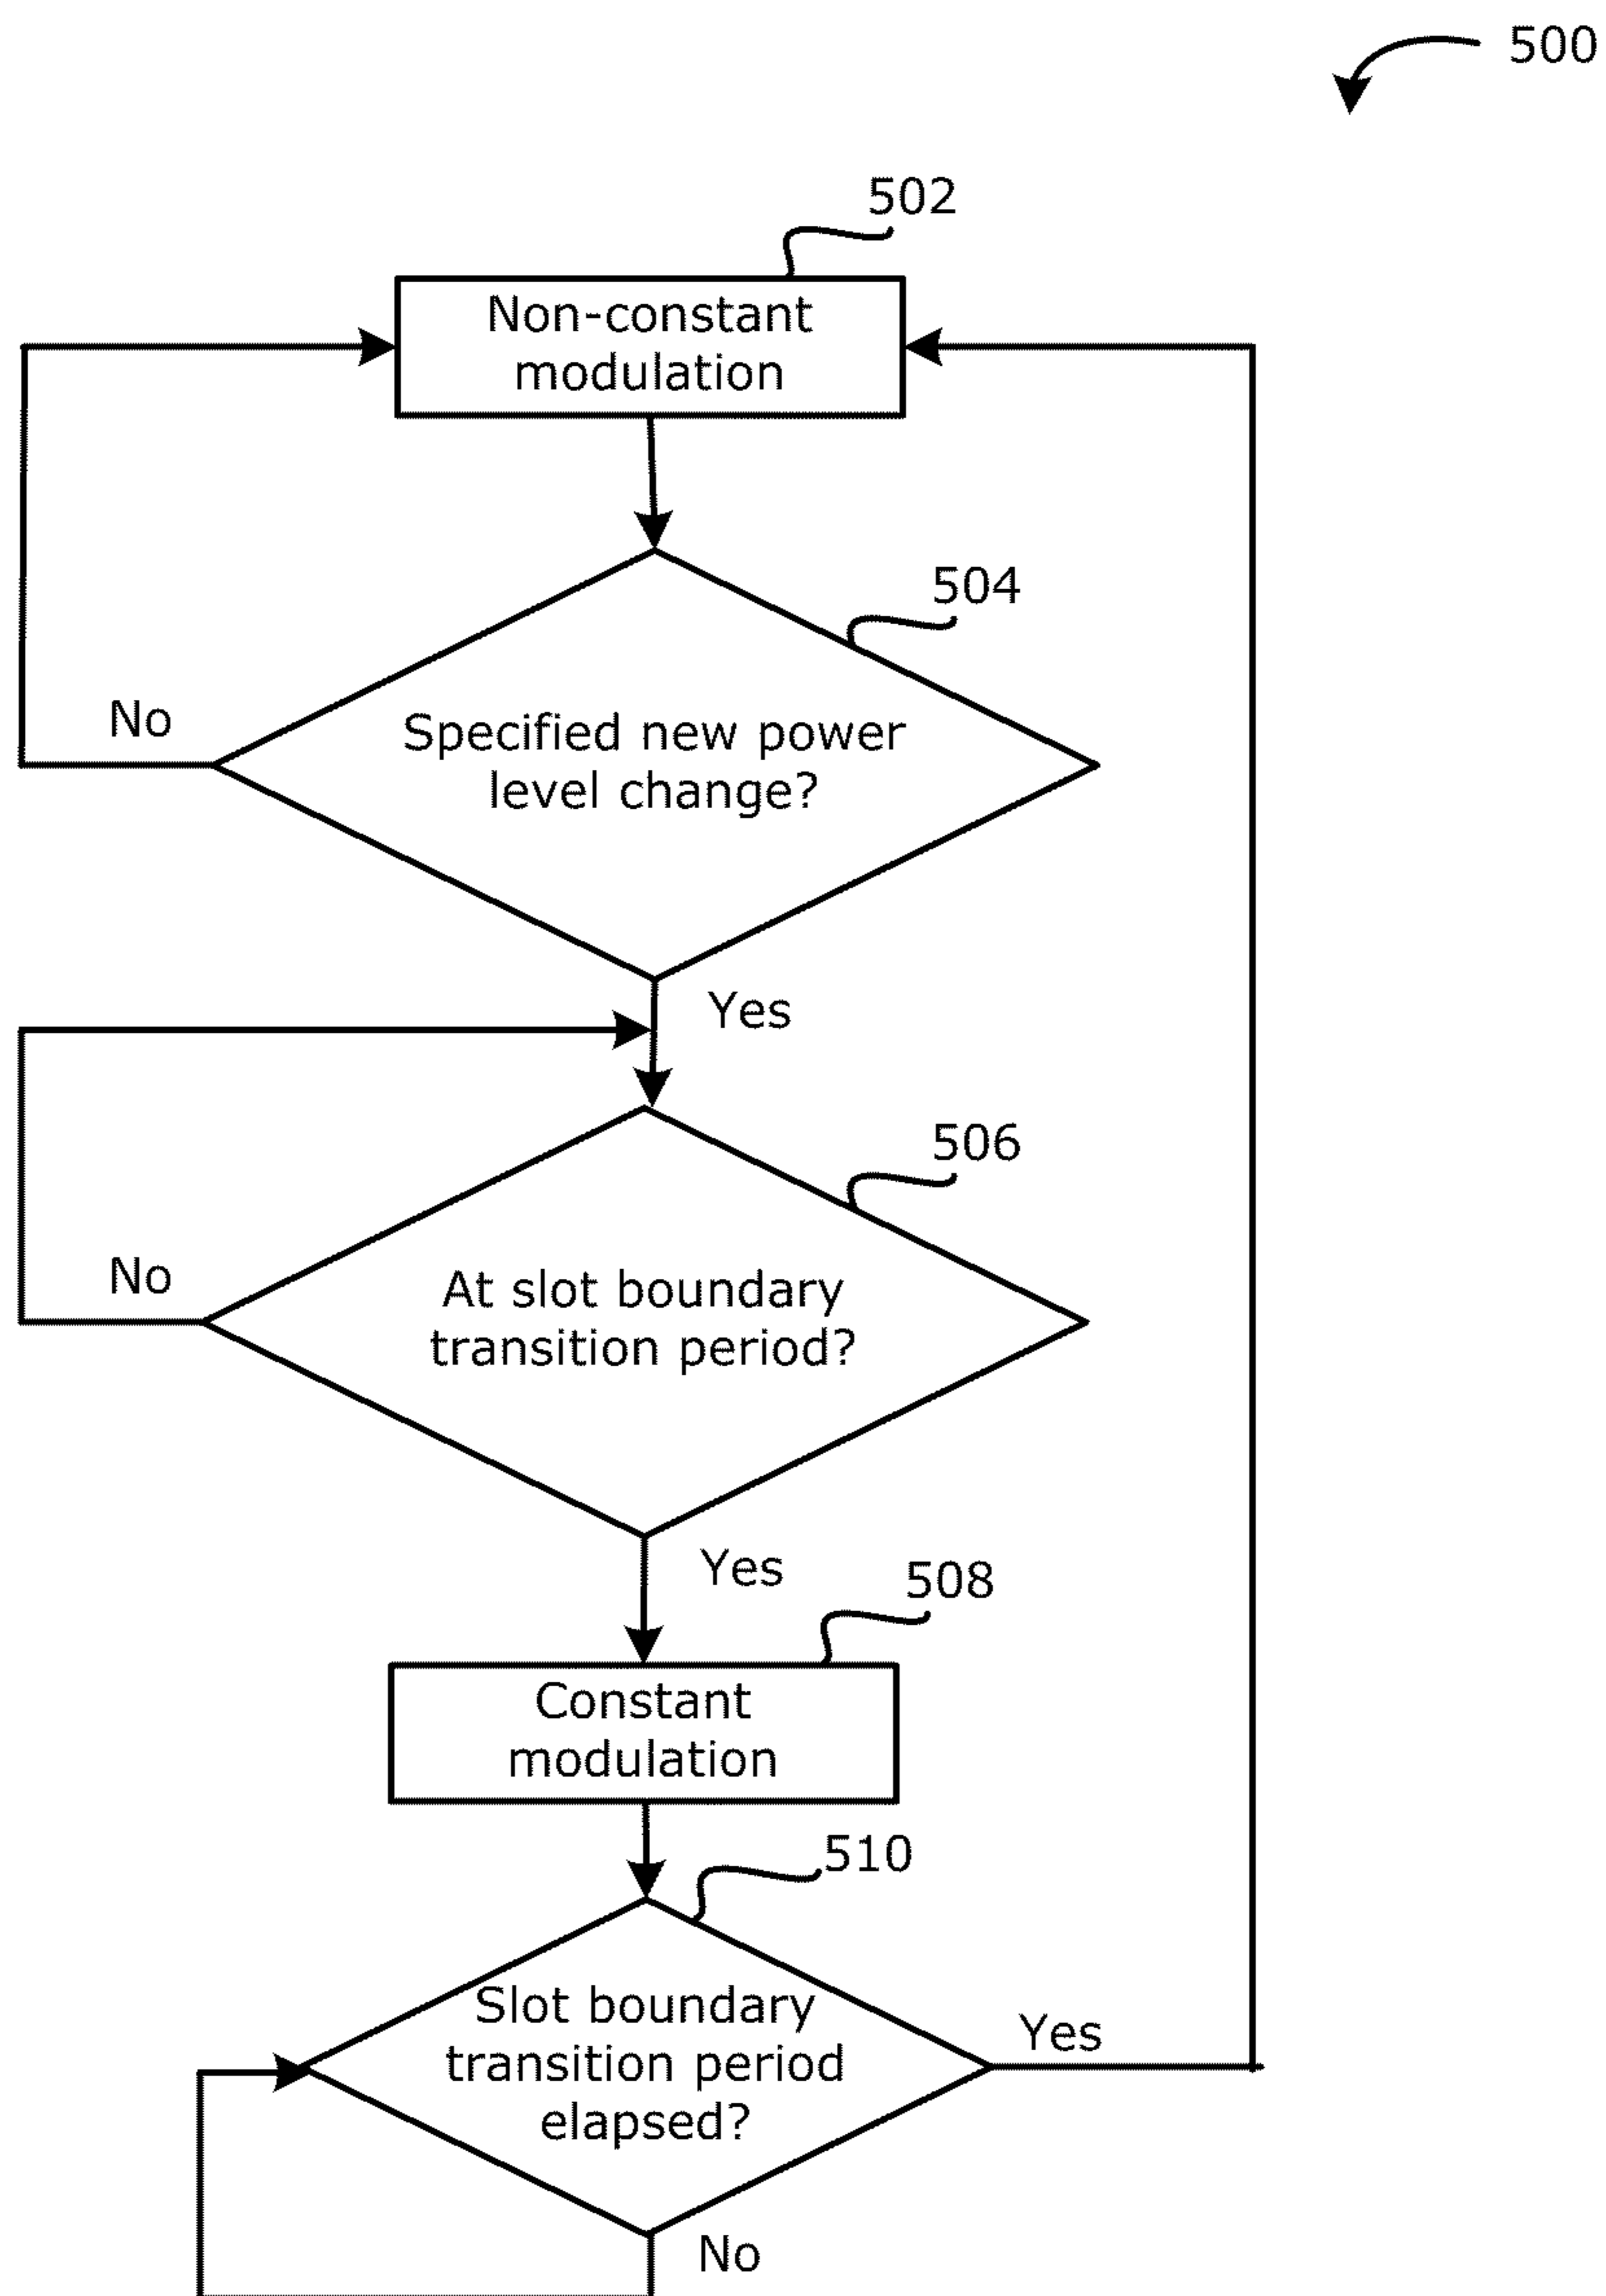 500
502
Non-constant
modulation
504
No
Specified new power
level change?
Yes
506
No
At slot boundary
transition period?
Yes
508
Constant
modulation
510
Slot boundary
transition period
elapsed?
Yes
No